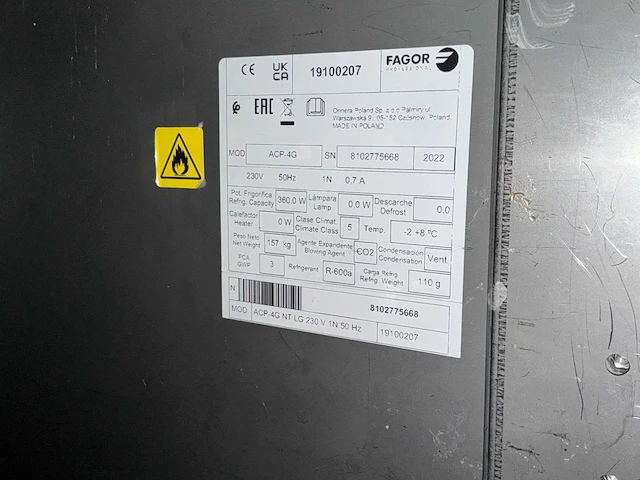 CE UK CA 19100207 FAGOR
PROFESSIONAL
EAC Onnera Poland Sp. z o.o Palmiry ul.
Warszawska 9, 05-152 Czosnow, Poland
MADE IN POLAND
MOD ACP-4G SN 8102775668 2022
230V 50Hz 1N 0,7 A
Pot. Frigorifica
Refrig. Capacity 360,0 W Lámpara
Lamp 0,0 W Descarche
Defrost 0,0
Calefactor
Heater 0 W Clase Climat.
Climate Class 5 Temp. -2 +8 ºC
Peso Neto
Net Weight 157 kg Agente Expandente
Blowing Agent CO2 Condensación
Condensation Vent.
PCA
GWP 3 Refrigerant R-600a Carga Refrig.
Refrig. Weight 110 g
N 8102775668
MOD. ACP-4G NT LG 230 V 1N 50 Hz 19100207